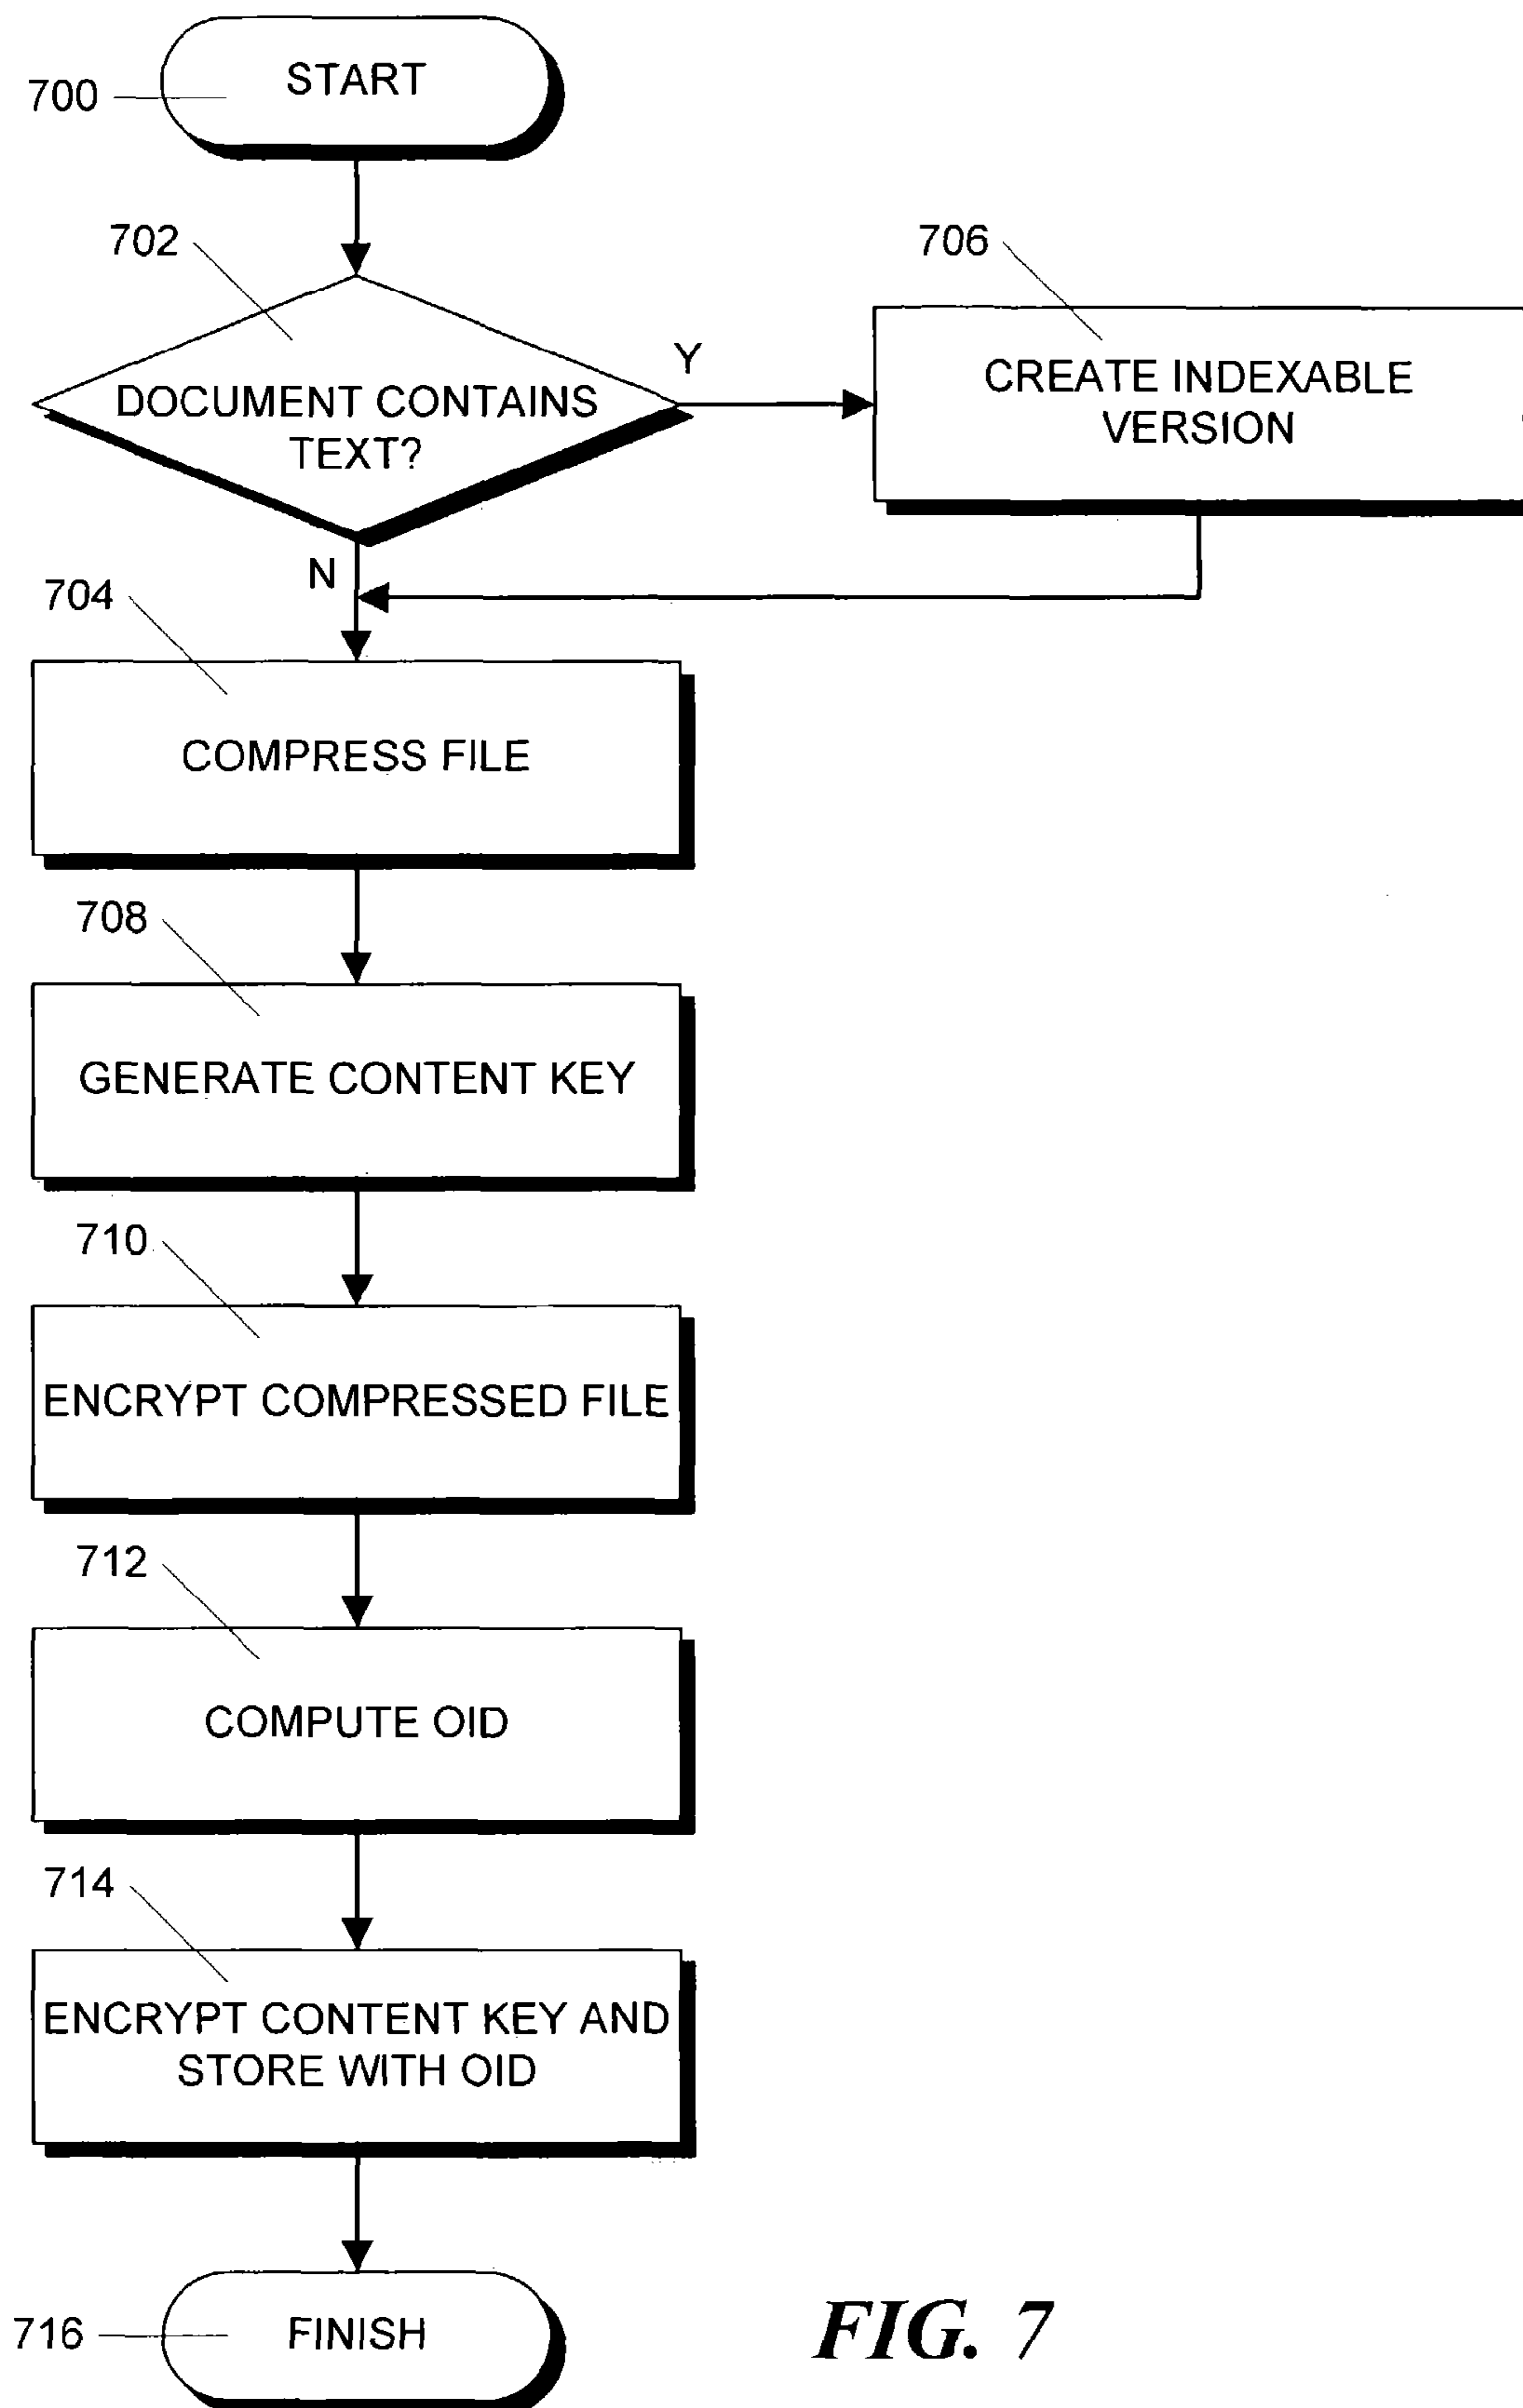 700
START
702
DOCUMENT CONTAINS
TEXT?
Y
706
CREATE INDEXABLE
VERSION
N
704
COMPRESS FILE
708
GENERATE CONTENT KEY
710
ENCRYPT COMPRESSED FILE
712
COMPUTE OID
714
ENCRYPT CONTENT KEY AND
STORE WITH OID
716
FINISH
FIG. 7